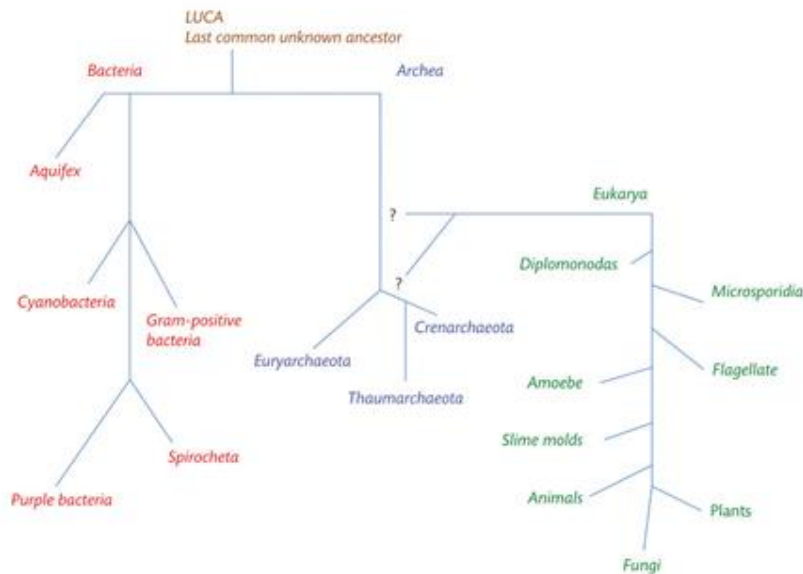 LUCA
Last common unknown ancestor
Bacteria
Archea
Aquifex
?
Eukarya
Diplomonodas
?
Microsporidia
Cyanobacteria
Gram-positive
bacteria
Crenarchaeota
Euryarchaeota
Thaumarchaeota
Flagellate
Amoebe
Slime molds
Spirocheta
Purple bacteria
Animals
Plants
Fungi